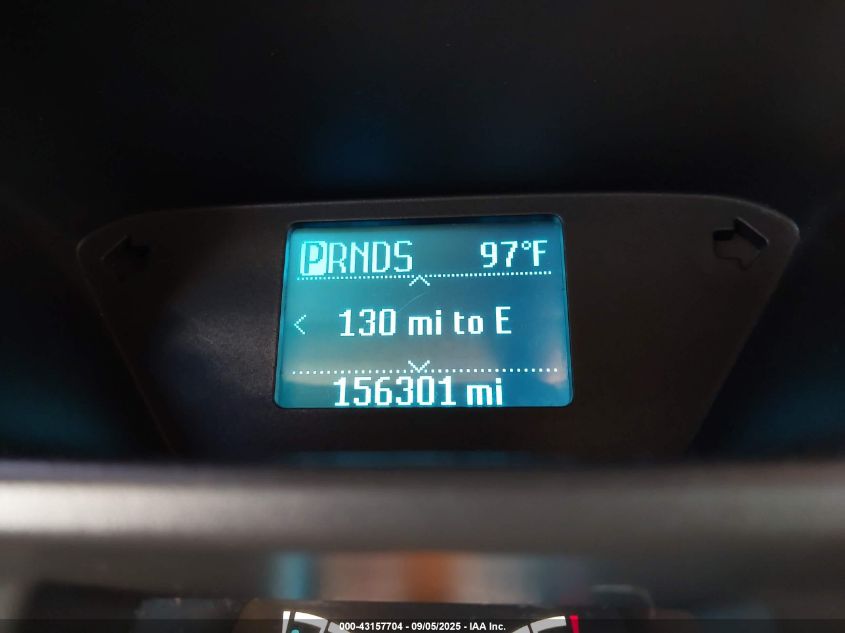 PRNDS 97°F
130 mi to E
156301 mi
000-43157704 - 09/05/2025 - IAA Inc.